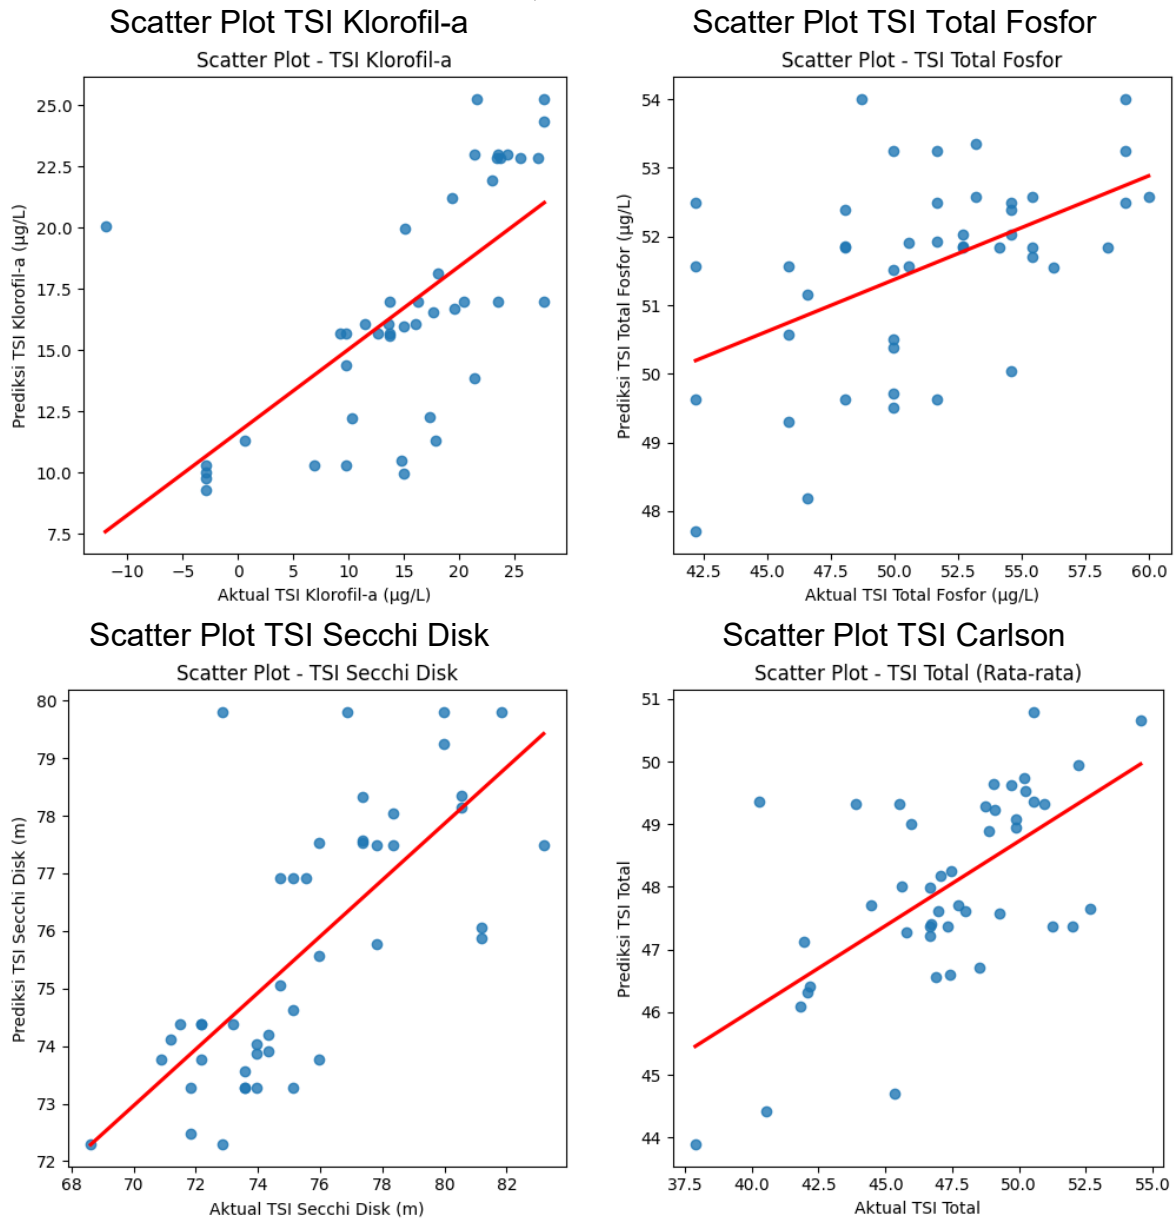 Scatter Plot TSI Klorofil-a
Scatter Plot - TSI Klorofil-a
25.0
22.5
20.0
17.5
15.0
12.5
10.0
7.5
Prediksi TSI Klorofil-a (μg/L)
−10 −5 0 5 10 15 20 25
Aktual TSI Klorofil-a (μg/L)
Scatter Plot TSI Total Fosfor
Scatter Plot - TSI Total Fosfor
54
53
52
51
50
49
48
Prediksi TSI Total Fosfor (μg/L)
42.5 45.0 47.5 50.0 52.5 55.0 57.5 60.0
Aktual TSI Total Fosfor (μg/L)
Scatter Plot TSI Secchi Disk
Scatter Plot - TSI Secchi Disk
80
79
78
77
76
75
74
73
72
Prediksi TSI Secchi Disk (m)
68 70 72 74 76 78 80 82
Aktual TSI Secchi Disk (m)
Scatter Plot TSI Carlson
Scatter Plot - TSI Total (Rata-rata)
51
50
49
48
47
46
45
44
Prediksi TSI Total
37.5 40.0 42.5 45.0 47.5 50.0 52.5 55.0
Aktual TSI Total